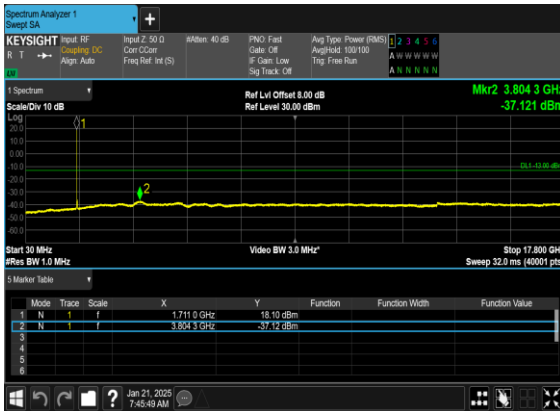 Spectrum Analyzer 1
Swept SA
+
KEYSIGHT
R T
Input: RF
Coupling: DC
Align: Auto
Input Z: 50 Ω
Corr CCorr
Freq Ref: Int (S)
#Atten: 40 dB
PNO: Fast
Gate: Off
IF Gain: Low
Sig Track: Off
Avg Type: Power (RMS)
Avg|Hold: 100/100
Trig: Free Run
1 2 3 4 5 6
A W W W W W
A N N N N N
1 Spectrum
Scale/Div 10 dB
Ref Lvl Offset 8.00 dB
Ref Level 30.00 dBm
Mkr2 3.804 3 GHz
-37.121 dBm
Log
20.0
10.0
0.00
-10.0
-20.0
-30.0
-40.0
-50.0
-60.0
1
2
DL1 -13.00 dBm
Start 30 MHz
#Res BW 1.0 MHz
Video BW 3.0 MHz*
Stop 17.800 GHz
Sweep 32.0 ms (40001 pts)
5 Marker Table
Mode Trace Scale X Y Function Function Width Function Value
1 N 1 f 1.711 0 GHz 18.10 dBm
2 N 1 f 3.804 3 GHz -37.12 dBm
3
4
5
6
?
Jan 21, 2025
7:45:49 AM